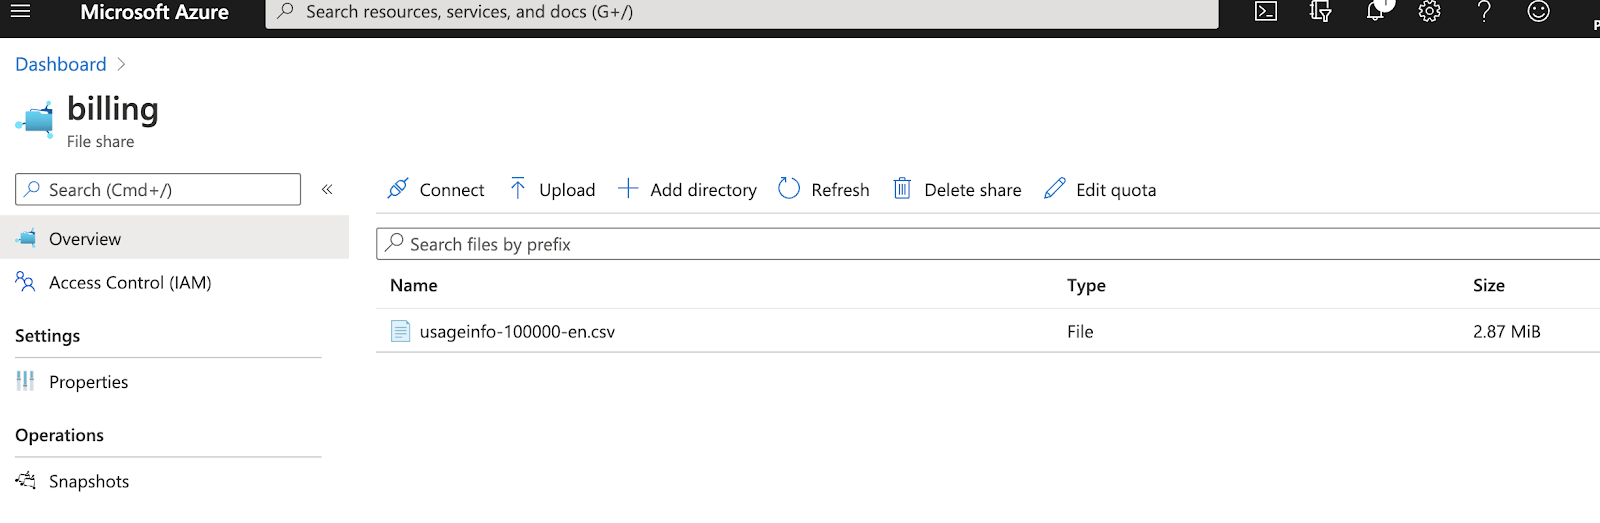 Microsoft Azure
Search resources, services, and docs (G+/)
1
Dashboard
billing
File share
Search (Cmd+/)
Connect
Upload
Add directory
Refresh
Delete share
Edit quota
Overview
Search files by prefix
Access Control (IAM)
Name Type Size
Settings
usageinfo-100000-en.csv File 2.87 MiB
Properties
Operations
Snapshots